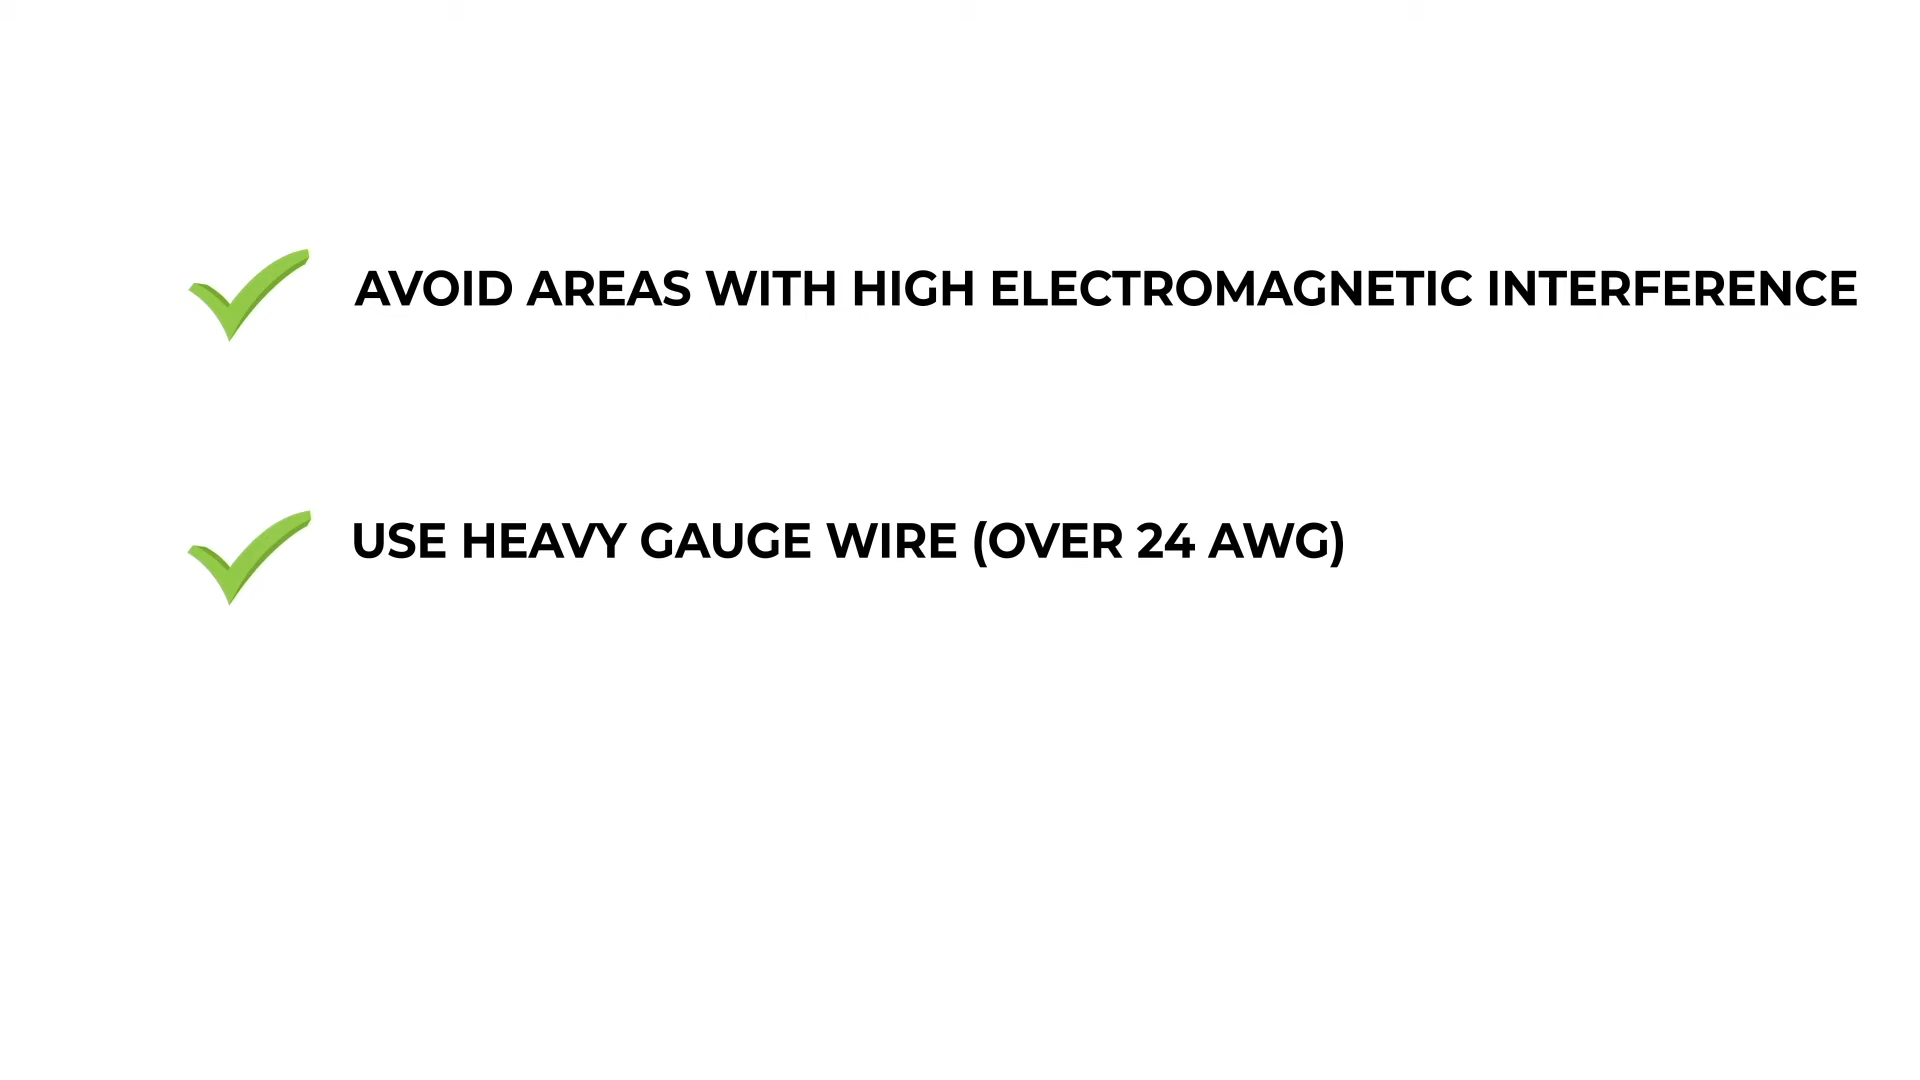 AVOID AREAS WITH HIGH ELECTROMAGNETIC INTERFERENCE
USE HEAVY GAUGE WIRE (OVER 24 AWG)